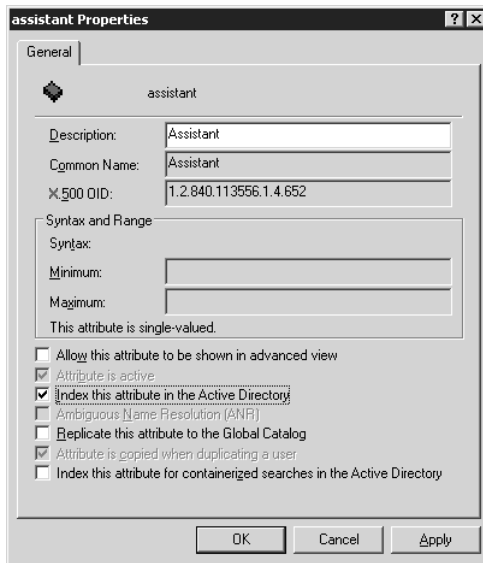 assistant Properties
General
assistant
Description: Assistant
Common Name: Assistant
X.500 OID: 1.2.840.113556.1.4.652
Syntax and Range
Syntax:
Minimum:
Maximum:
This attribute is single-valued.
Allow this attribute to be shown in advanced view
Attribute is active
Index this attribute in the Active Directory
Ambiguous Name Resolution (ANR)
Replicate this attribute to the Global Catalog
Attribute is copied when duplicating a user
Index this attribute for containerized searches in the Active Directory
OK Cancel Apply